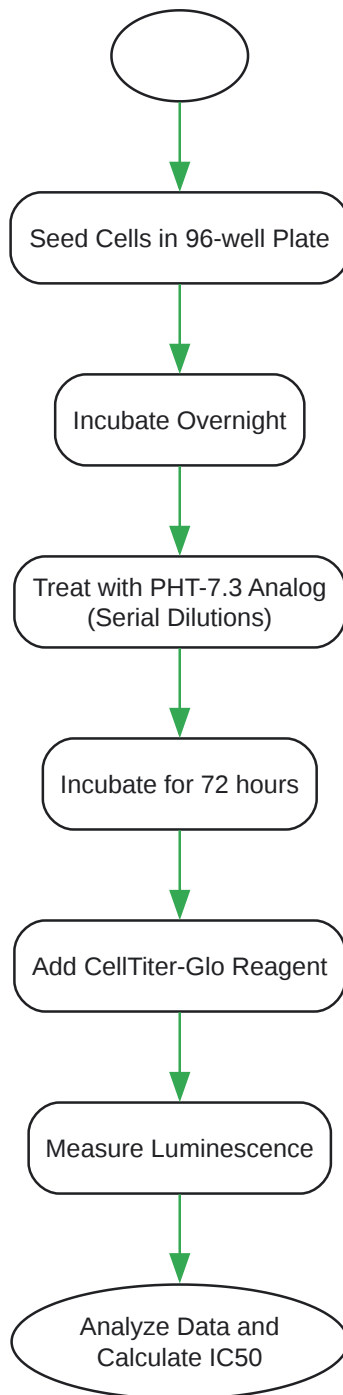 Seed Cells in 96-well Plate
Incubate Overnight
Treat with PHT-7.3 Analog
(Serial Dilutions)
Incubate for 72 hours
Add CellTiter-Glo Reagent
Measure Luminescence
Analyze Data and
Calculate IC50